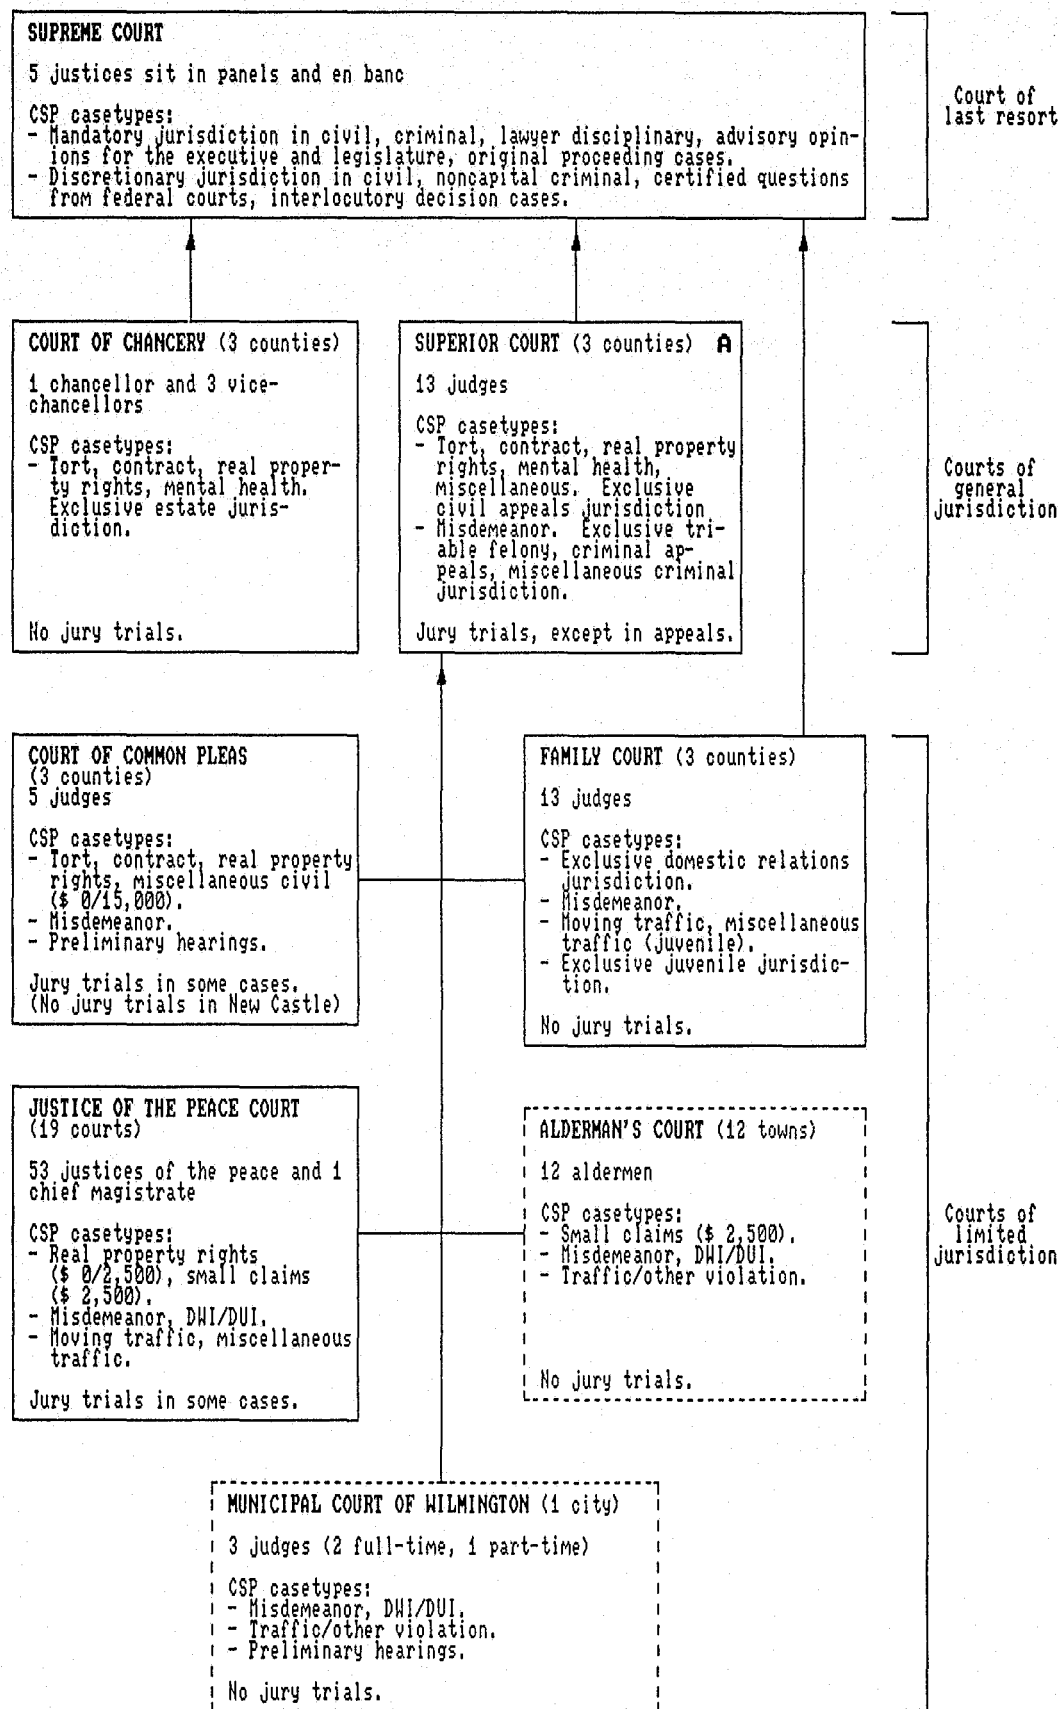 SUPREME COURT
5 justices sit in panels and en banc
CSP casetypes:
- Mandatory jurisdiction in civil, criminal, lawyer disciplinary, advisory opin-
ions for the executive and legislature, original proceeding cases.
- Discretionary jurisdiction in civil, noncapital criminal, certified questions
from federal courts, interlocutory decision cases.
Court of
last resort
COURT OF CHANCERY (3 counties)
1 chancellor and 3 vice-
chancellors
CSP casetypes:
- Tort, contract, real proper-
ty rights, mental health.
Exclusive estate juris-
diction.
No jury trials.
SUPERIOR COURT (3 counties) A
13 judges
CSP casetypes:
- Tort, contract, real property
rights, mental health,
miscellaneous. Exclusive
civil appeals jurisdiction
- Misdemeanor. Exclusive tri-
able felony, criminal ap-
peals, miscellaneous criminal
jurisdiction.
Jury trials, except in appeals.
Courts of
general
jurisdiction
COURT OF COMMON PLEAS
(3 counties)
5 judges
CSP casetypes:
- Tort, contract, real property
rights, miscellaneous civil
($ 0/15,000).
- Misdemeanor.
- Preliminary hearings.
Jury trials in some cases.
(No jury trials in New Castle)
FAMILY COURT (3 counties)
13 judges
CSP casetypes:
- Exclusive domestic relations
jurisdiction.
- Misdemeanor.
- Moving traffic, miscellaneous
traffic (juvenile).
- Exclusive juvenile jurisdic-
tion.
No jury trials.
JUSTICE OF THE PEACE COURT
(19 courts)
53 justices of the peace and 1
chief magistrate
CSP casetypes:
- Real property rights
($ 0/2,500), small claims
($ 2,500).
- Misdemeanor, DWI/DUI.
- Moving traffic, miscellaneous
traffic.
Jury trials in some cases.
ALDERMAN'S COURT (12 towns)
12 aldermen
CSP casetypes:
- Small claims ($ 2,500).
- Misdemeanor, DWI/DUI.
- Traffic/other violation.
No jury trials.
Courts of
limited
jurisdiction
MUNICIPAL COURT OF WILMINGTON (1 city)
3 judges (2 full-time, 1 part-time)
CSP casetypes:
- Misdemeanor, DWI/DUI.
- Traffic/other violation.
- Preliminary hearings.
No jury trials.